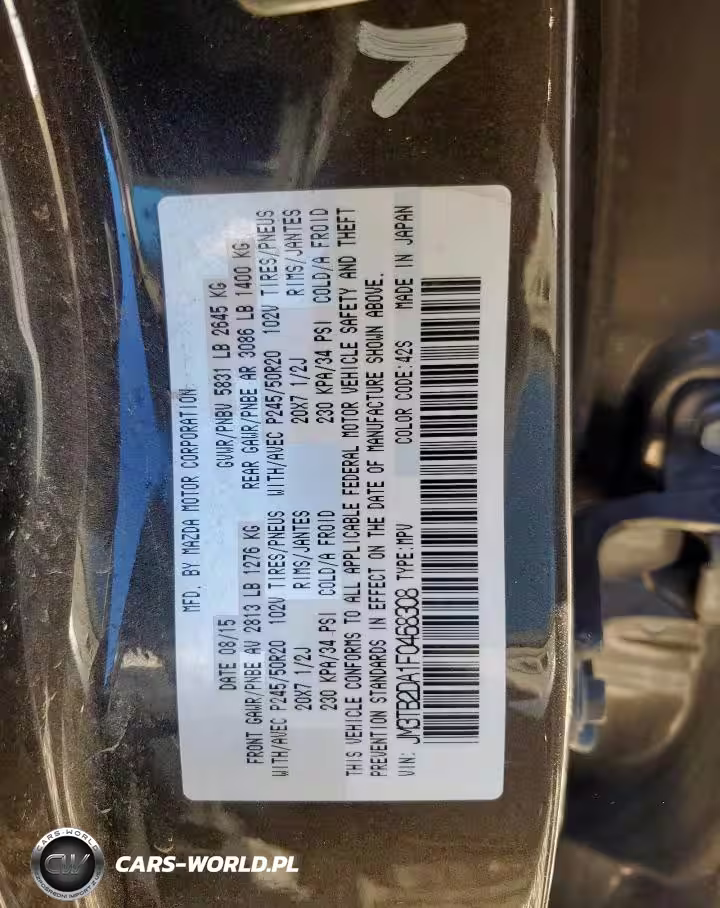 MFD. BY MAZDA MOTOR CORPORATION
DATE 08/15 GVWR/PNBV 5831 LB 2645 KG
FRONT GAWR/PNBE AV 2813 LB 1276 KG REAR GAWR/PNBE AR 3086 LB 1400 KG
WITH/AVEC P245/50R20 102V TIRES/PNEUS WITH/AVEC P245/50R20 102V TIRES/PNEUS
20X7 1/2J RIMS/JANTES 20X7 1/2J RIMS/JANTES
230 KPA/34 PSI COLD/A FROID 230 KPA/34 PSI COLD/A FROID
THIS VEHICLE CONFORMS TO ALL APPLICABLE FEDERAL MOTOR VEHICLE SAFETY AND THEFT
PREVENTION STANDARDS IN EFFECT ON THE DATE OF MANUFACTURE SHOWN ABOVE.
VIN: JM3TB2DA1F0468308 TYPE:MPV COLOR CODE:42S MADE IN JAPAN
CARS-WORLD
CW
CARS-WORLD.PL